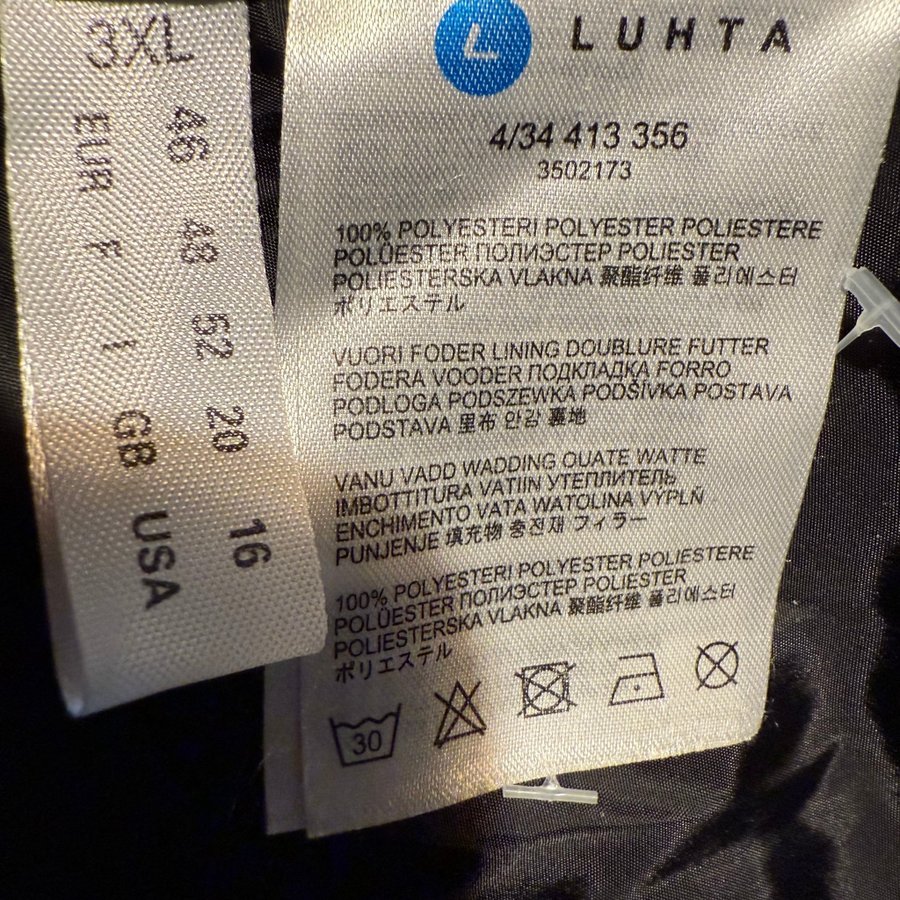 3XL
EUR 46
F 48
I 52
GB 20
USA 16
L LUHTA
4/34 413 356
3502173
100% POLYESTERI POLYESTER POLIESTERE
POLÜESTER ПОЛИЭСТЕР POLIESTER
POLIESTERSKA VLAKNA 聚酯纤维 폴리에스터
ポリエステル
VUORI FODER LINING DOUBLURE FUTTER
FODERA VOODER ПОДКЛАДКА FORRO
PODLOGA PODSZEWKA PODŠÍVKA POSTAVA
PODSTAVA 里布 안감 裏地
VANU VADD WADDING OUATE WATTE
IMBOTTITURA VATIIN УТЕПЛИТЕЛЬ
ENCHIMENTO VATA WATOLINA VÝPLŇ
PUNJENJE 填充物 충전재 フィラー
100% POLYESTERI POLYESTER POLIESTERE
POLÜESTER ПОЛИЭСТЕР POLIESTER
POLIESTERSKA VLAKNA 聚酯纤维 폴리에스터
ポリエステル
30